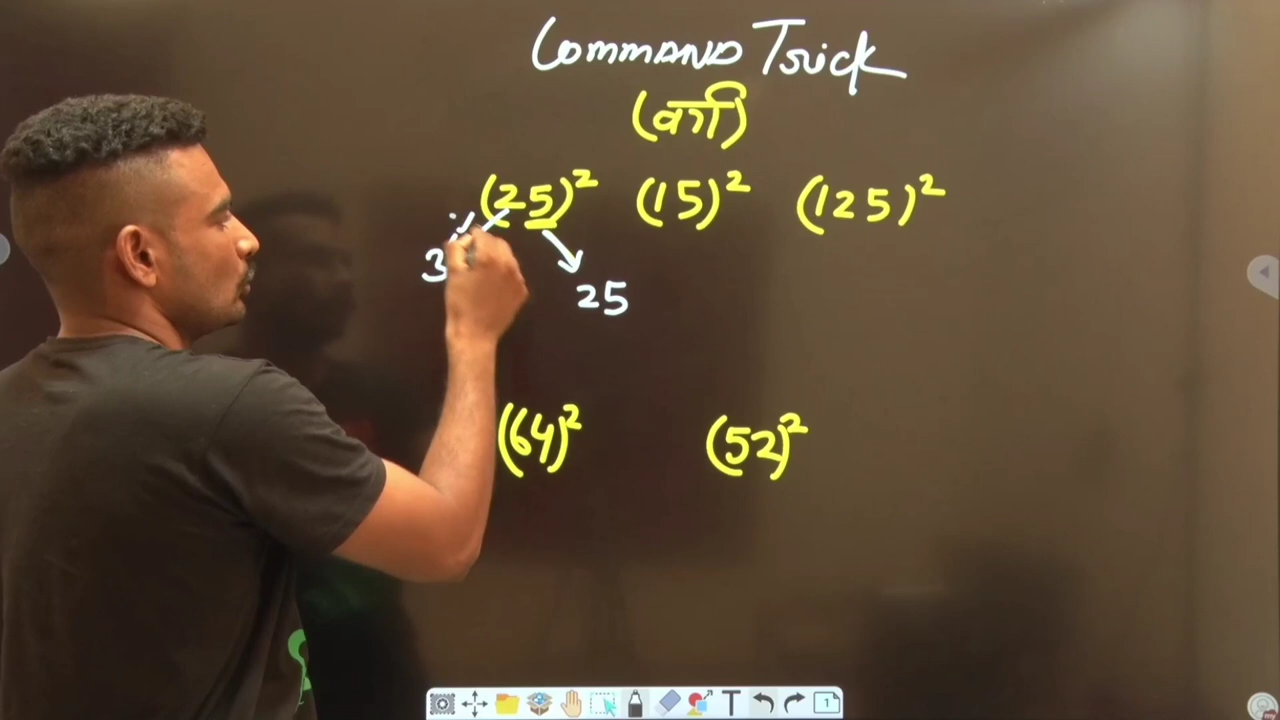 COMMAND Trick
(वर्ग)
(25)² (15)² (125)²
3
25
(64)² (52)²